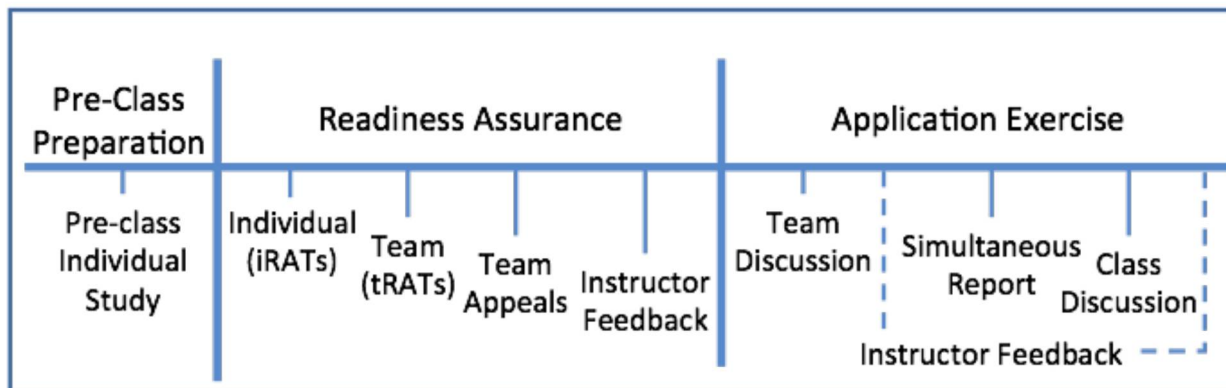 Pre-Class
Preparation
Readiness Assurance
Application Exercise
Pre-class
Individual
Study
Individual
(iRATs)
Team
(tRATs)
Team
Appeals
Instructor
Feedback
Team
Discussion
Simultaneous
Report
Class
Discussion
Instructor Feedback